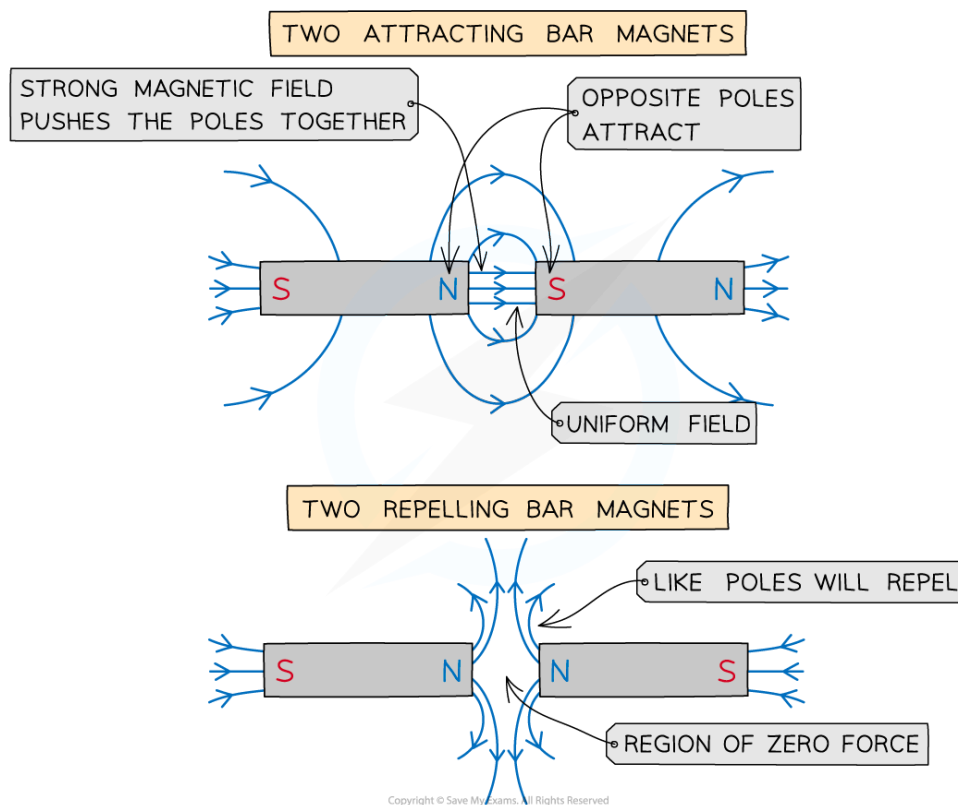 TWO ATTRACTING BAR MAGNETS
STRONG MAGNETIC FIELD
PUSHES THE POLES TOGETHER
OPPOSITE POLES
ATTRACT
S N S N
UNIFORM FIELD
TWO REPELLING BAR MAGNETS
LIKE POLES WILL REPEL
S N N S
REGION OF ZERO FORCE
Copyright © Save My Exams. All Rights Reserved